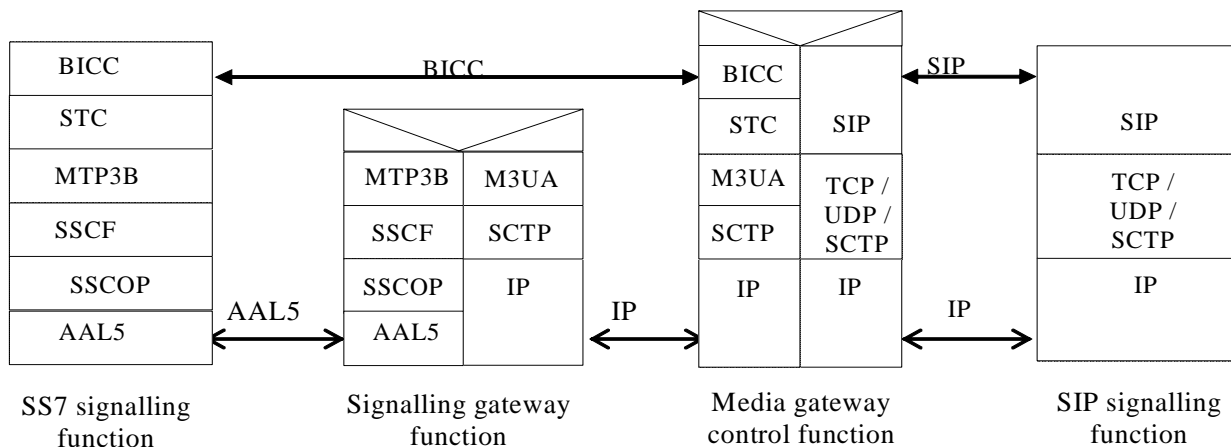 BICC
STC
MTP3B
SSCF
SSCOP
AAL5
SS7 signalling
function
BICC
AAL5
MTP3B
SSCF
SSCOP
AAL5
M3UA
SCTP
IP
Signalling gateway
function
IP
BICC
STC
M3UA
SCTP
IP
SIP
TCP /
UDP /
SCTP
IP
Media gateway
control function
SIP
IP
SIP
TCP /
UDP /
SCTP
IP
SIP signalling
function